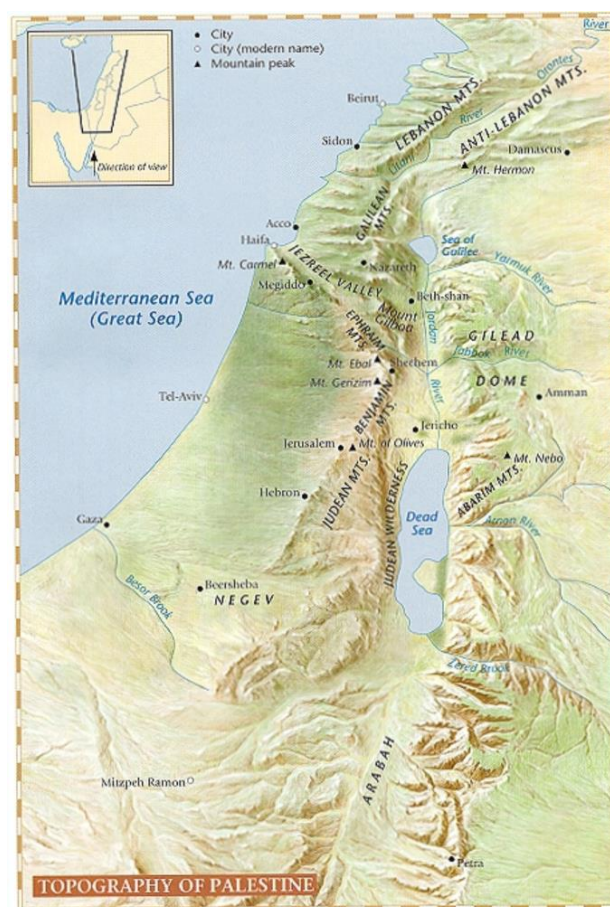 City
City (modern name)
Mountain peak
Direction of view
River
Orontes
Beirut
LEBANON MTS.
River
ANTI-LEBANON MTS.
Sidon
Litani
Damascus
Mt. Hermon
GALILEAN
MTS.
Acco
Haifa
Sea of
Galilee
Mt. Carmel
JEZREEL VALLEY
Nazareth
Yarmuk River
Megiddo
Mediterranean Sea
(Great Sea)
Beth-shan
Mount
Gilboa
EPHRAIM
MTS.
Jordan
River
GILEAD
Mt. Ebal
Shechem
Jabbok River
Mt. Gerizim
DOME
Tel-Aviv
BENJAMIN
MTS.
Amman
Jericho
Jerusalem
Mt. of Olives
Mt. Nebo
JUDEAN MTS.
ABARIM MTS.
Hebron
JUDEAN WILDERNESS
Dead
Sea
Gaza
Arnon River
Besor Brook
Beersheba
NEGEV
Zered Brook
ARABAH
Mitzpeh Ramon
Petra
TOPOGRAPHY OF PALESTINE